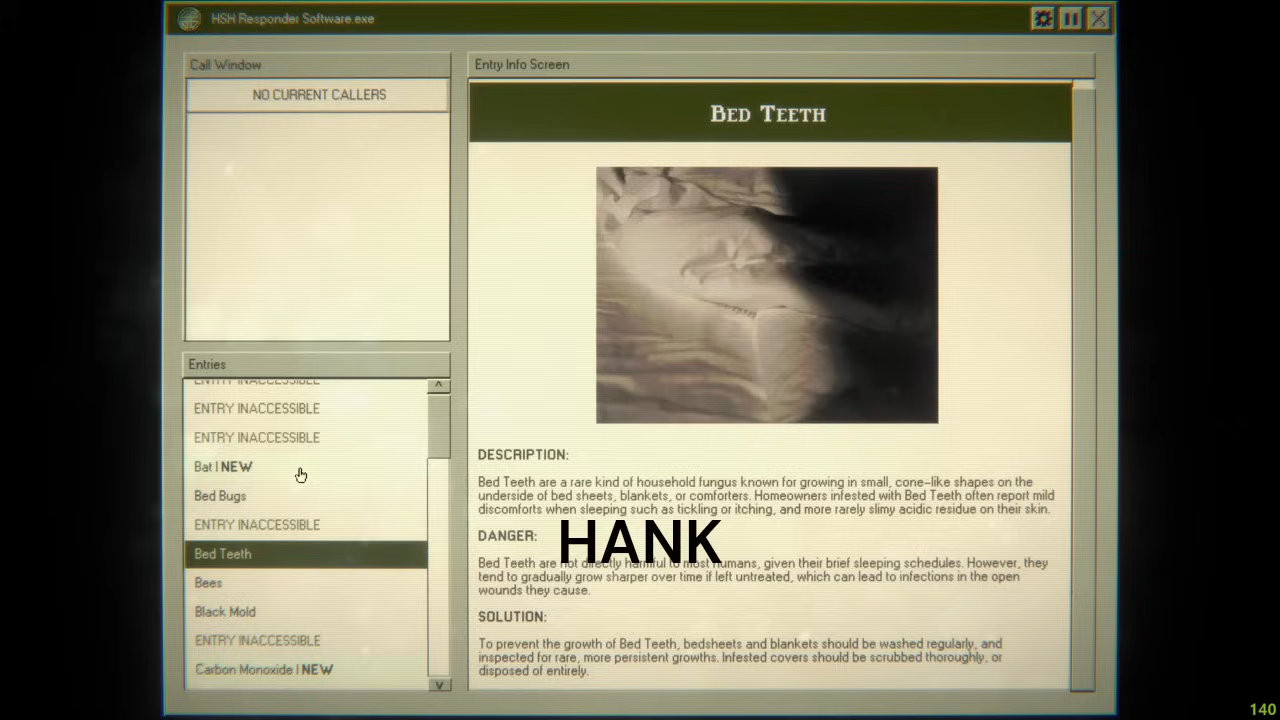 HSH Responder Software.exe
Call Window
NO CURRENT CALLERS
Entries
ENTRY INACCESSIBLE
ENTRY INACCESSIBLE
ENTRY INACCESSIBLE
Bat | NEW
Bed Bugs
ENTRY INACCESSIBLE
Bed Teeth
Bees
Black Mold
ENTRY INACCESSIBLE
Carbon Monoxide | NEW
Entry Info Screen
BED TEETH
DESCRIPTION:
Bed Teeth are a rare kind of household fungus known for growing in small, cone-like shapes on the
underside of bed sheets, blankets, or comforters. Homeowners infested with Bed Teeth often report mild
discomforts when sleeping such as tickling or itching, and more rarely slimy acidic residue on their skin.
DANGER:
HANK
Bed Teeth are not directly harmful to most humans, given their brief sleeping schedules. However, they
tend to gradually grow sharper over time if left untreated, which can lead to infections in the open
wounds they cause.
SOLUTION:
To prevent the growth of Bed Teeth, bedsheets and blankets should be washed regularly, and
inspected for rare, more persistent growths. Infested covers should be scrubbed thoroughly, or
disposed of entirely.
140